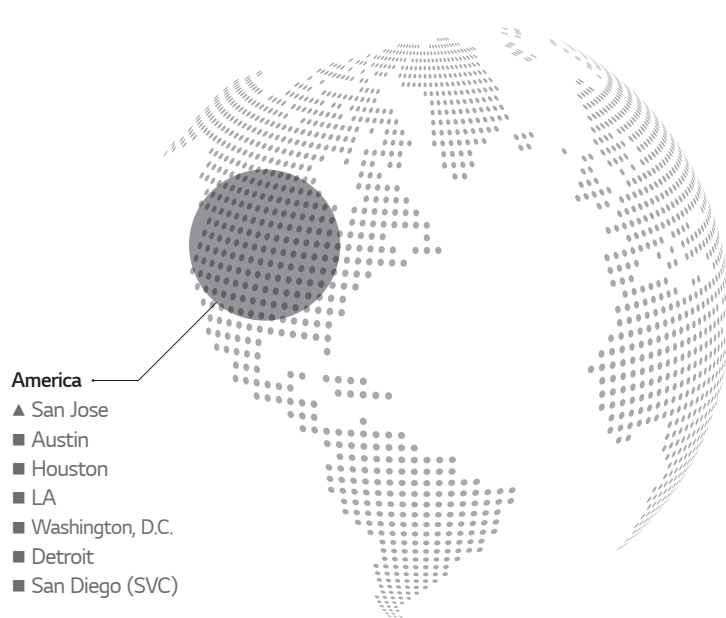 America
▲ San Jose
■ Austin
■ Houston
■ LA
■ Washington, D.C.
■ Detroit
■ San Diego (SVC)